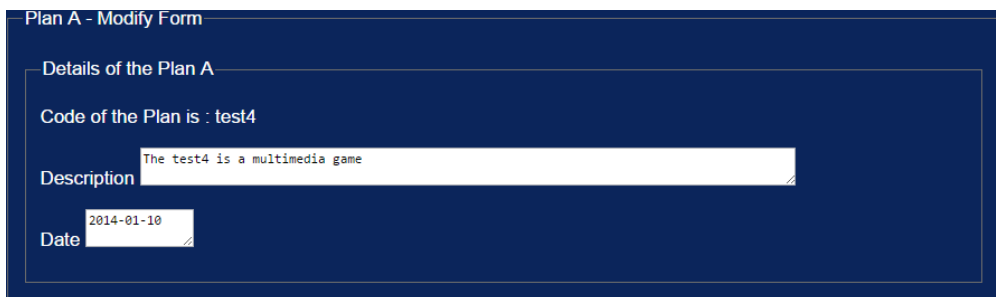 Plan A - Modify Form
Details of the Plan A
Code of the Plan is : test4
Description The test4 is a multimedia game
Date 2014-01-10